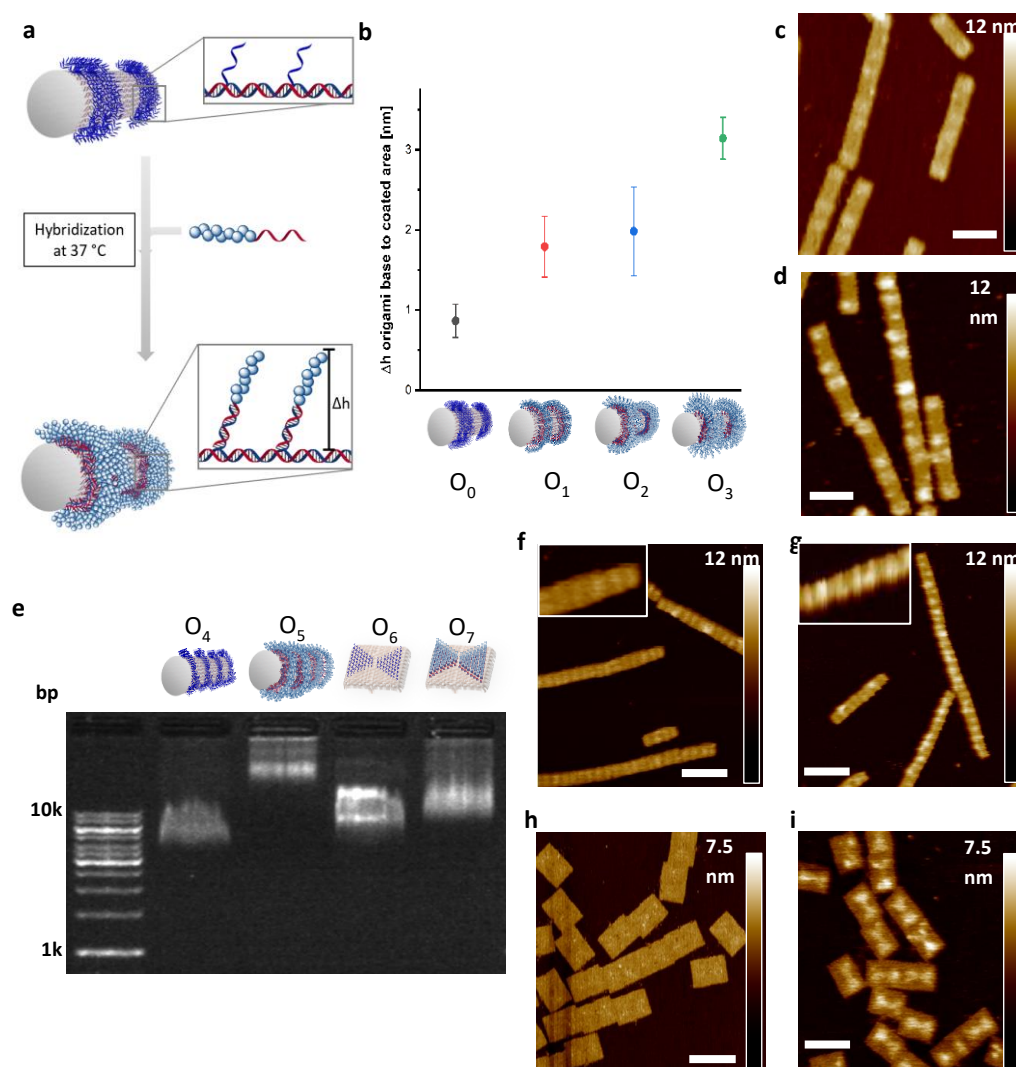 a
Hybridization
at 37 °C
Δh
b
Δh origami base to coated area [nm]
3
2
1
0
O0
O1
O2
O3
c
12 nm
d
12
nm
e
O4
O5
O6
O7
bp
10k
1k
f
12 nm
g
12 nm
h
7.5
nm
i
7.5
nm